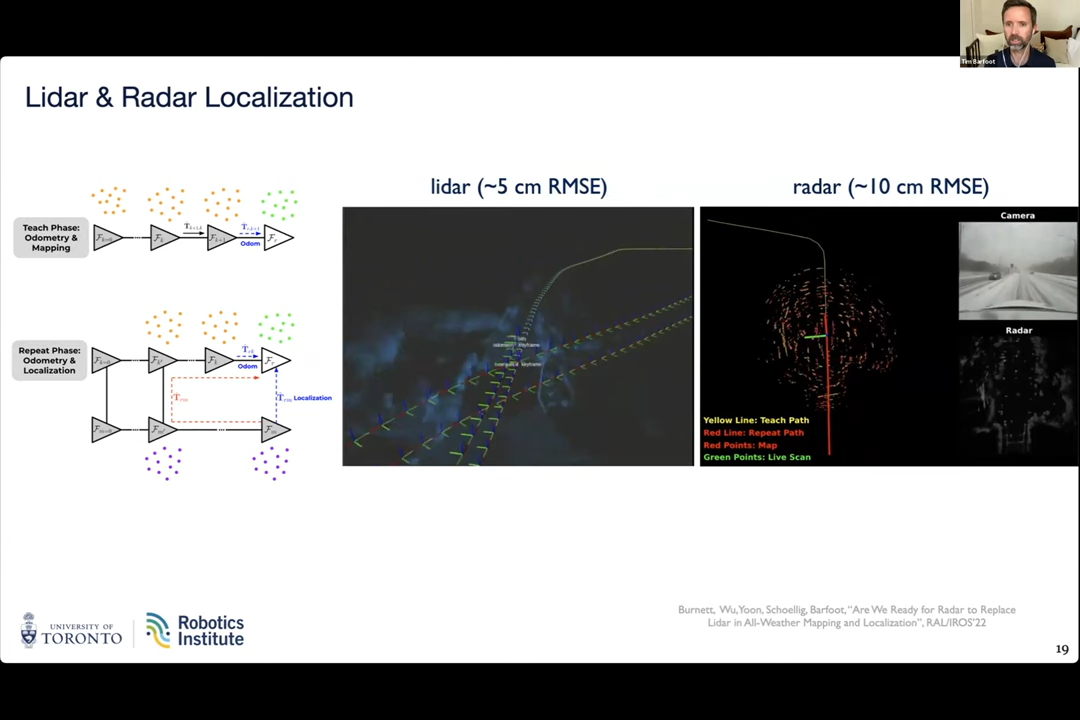 Tim Barfoot
Lidar & Radar Localization
lidar (~5 cm RMSE)
radar (~10 cm RMSE)
Teach Phase:
Odometry &
Mapping
Odom
Repeat Phase:
Odometry &
Localization
Odom
Localization
Camera
Radar
Yellow Line: Teach Path
Red Line: Repeat Path
Red Points: Map
Green Points: Live Scan
Burnett, Wu, Yoon, Schoellig, Barfoot, “Are We Ready for Radar to Replace
Lidar in All-Weather Mapping and Localization”, RAL/IROS’22
UNIVERSITY OF
TORONTO
Robotics
Institute
19